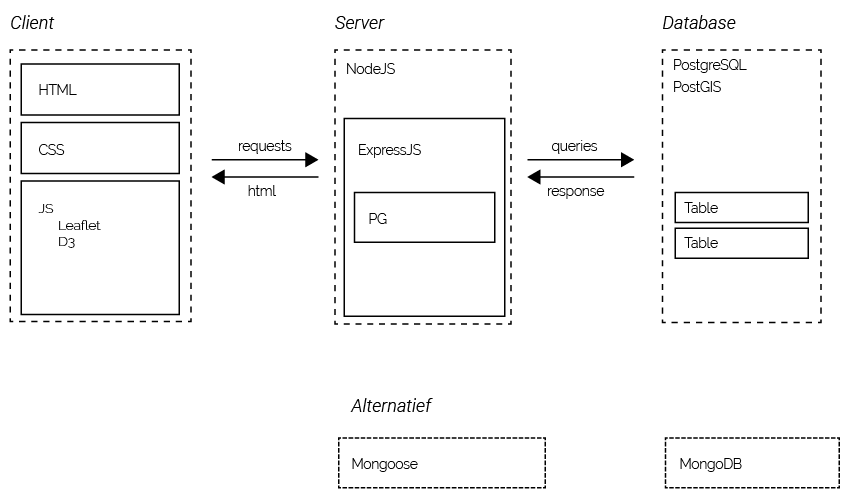 Client
HTML
CSS
JS
Leaflet
D3
requests
html
Server
NodeJS
ExpressJS
PG
queries
response
Database
PostgreSQL
PostGIS
Table
Table
Alternatief
Mongoose
MongoDB